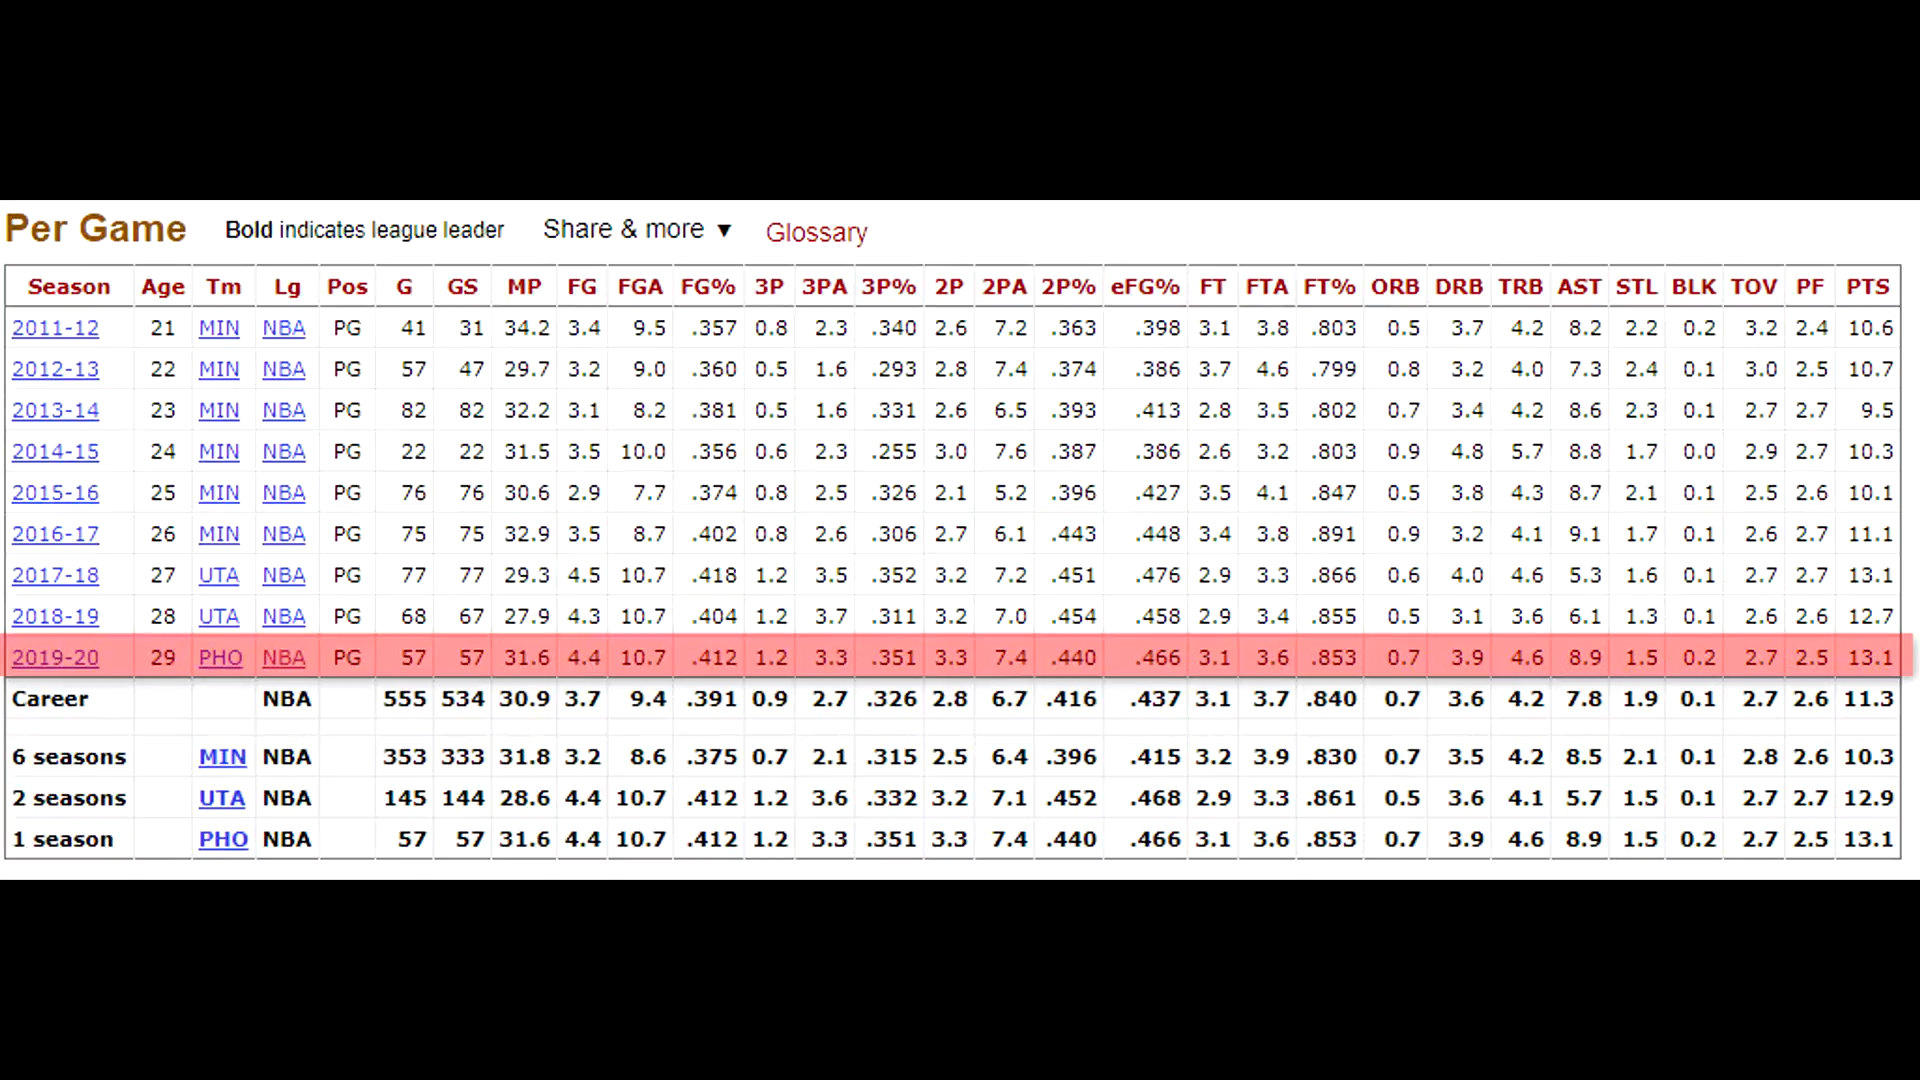 Per Game Bold indicates league leader Share & more ▼ Glossary
Season Age Tm Lg Pos G GS MP FG FGA FG% 3P 3PA 3P% 2P 2PA 2P% eFG% FT FTA FT% ORB DRB TRB AST STL BLK TOV PF PTS
2011-12 21 MIN NBA PG 41 31 34.2 3.4 9.5 .357 0.8 2.3 .340 2.6 7.2 .363 .398 3.1 3.8 .803 0.5 3.7 4.2 8.2 2.2 0.2 3.2 2.4 10.6
2012-13 22 MIN NBA PG 57 47 29.7 3.2 9.0 .360 0.5 1.6 .293 2.8 7.4 .374 .386 3.7 4.6 .799 0.8 3.2 4.0 7.3 2.4 0.1 3.0 2.5 10.7
2013-14 23 MIN NBA PG 82 82 32.2 3.1 8.2 .381 0.5 1.6 .331 2.6 6.5 .393 .413 2.8 3.5 .802 0.7 3.4 4.2 8.6 2.3 0.1 2.7 2.7 9.5
2014-15 24 MIN NBA PG 22 22 31.5 3.5 10.0 .356 0.6 2.3 .255 3.0 7.6 .387 .386 2.6 3.2 .803 0.9 4.8 5.7 8.8 1.7 0.0 2.9 2.7 10.3
2015-16 25 MIN NBA PG 76 76 30.6 2.9 7.7 .374 0.8 2.5 .326 2.1 5.2 .396 .427 3.5 4.1 .847 0.5 3.8 4.3 8.7 2.1 0.1 2.5 2.6 10.1
2016-17 26 MIN NBA PG 75 75 32.9 3.5 8.7 .402 0.8 2.6 .306 2.7 6.1 .443 .448 3.4 3.8 .891 0.9 3.2 4.1 9.1 1.7 0.1 2.6 2.7 11.1
2017-18 27 UTA NBA PG 77 77 29.3 4.5 10.7 .418 1.2 3.5 .352 3.2 7.2 .451 .476 2.9 3.3 .866 0.6 4.0 4.6 5.3 1.6 0.1 2.7 2.7 13.1
2018-19 28 UTA NBA PG 68 67 27.9 4.3 10.7 .404 1.2 3.7 .311 3.2 7.0 .454 .458 2.9 3.4 .855 0.5 3.1 3.6 6.1 1.3 0.1 2.6 2.6 12.7
2019-20 29 PHO NBA PG 57 57 31.6 4.4 10.7 .412 1.2 3.3 .351 3.3 7.4 .440 .466 3.1 3.6 .853 0.7 3.9 4.6 8.9 1.5 0.2 2.7 2.5 13.1
Career NBA 555 534 30.9 3.7 9.4 .391 0.9 2.7 .326 2.8 6.7 .416 .437 3.1 3.7 .840 0.7 3.6 4.2 7.8 1.9 0.1 2.7 2.6 11.3
6 seasons MIN NBA 353 333 31.8 3.2 8.6 .375 0.7 2.1 .315 2.5 6.4 .396 .415 3.2 3.9 .830 0.7 3.5 4.2 8.5 2.1 0.1 2.8 2.6 10.3
2 seasons UTA NBA 145 144 28.6 4.4 10.7 .412 1.2 3.6 .332 3.2 7.1 .452 .468 2.9 3.3 .861 0.5 3.6 4.1 5.7 1.5 0.1 2.7 2.7 12.9
1 season PHO NBA 57 57 31.6 4.4 10.7 .412 1.2 3.3 .351 3.3 7.4 .440 .466 3.1 3.6 .853 0.7 3.9 4.6 8.9 1.5 0.2 2.7 2.5 13.1